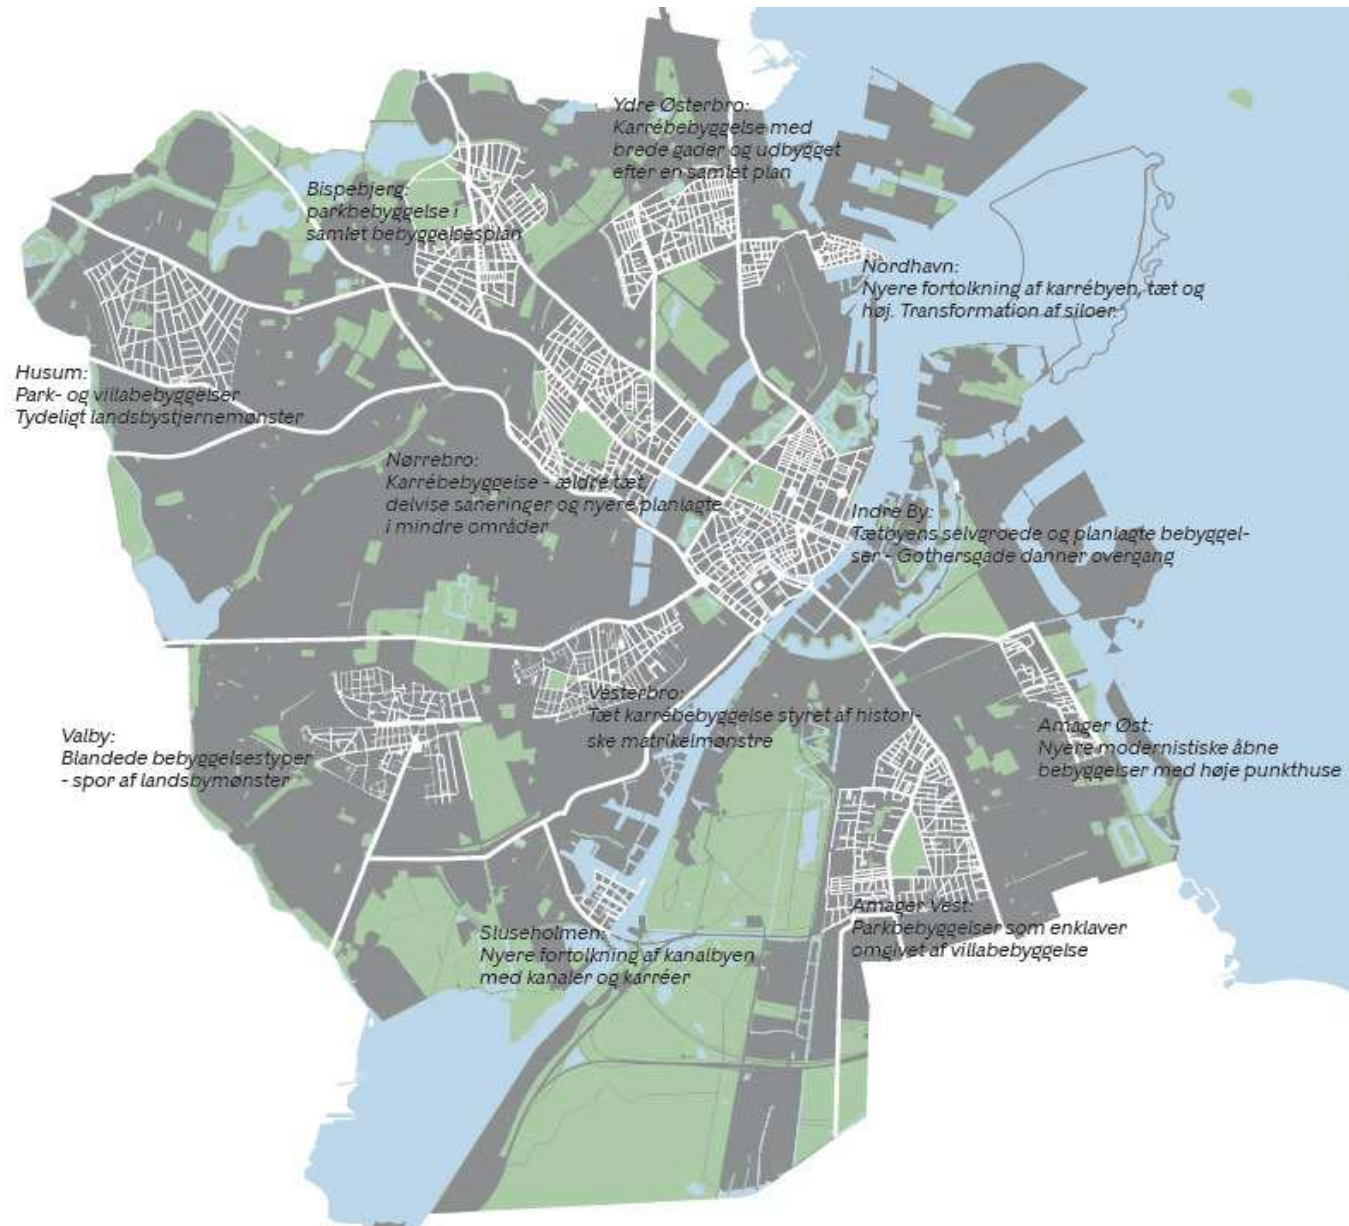 Ydre Østerbro:
Karrébebyggelse med
brede gader og udbygget
efter en samlet plan
Bispebjerg:
parkbebyggelse i
samlet bebyggelsesplan
Nordhavn:
Nyere fortolkning af karrébyen, tæt og
høj. Transformation af siloer
Husum:
Park- og villabebyggelser
Tydeligt landsbystjernemønster
Nørrebro:
Karrébebyggelse - ældre tæt,
delvise saneringer og nyere planlagte
i mindre områder
Indre By:
Tætbyens selvgroede og planlagte bebyggel-
ser - Gothersgade danner overgang
Vesterbro:
Tæt karrébebyggelse styret af histori-
ske matrikelmønstre
Valby:
Blandede bebyggelsestyper
- spor af landsbymønster
Amager Øst:
Nyere modernistiske åbne
bebyggelser med høje punkthuse
Amager Vest:
Parkbebyggelser som enklaver
omgivet af villabebyggelse
Sluseholmen:
Nyere fortolkning af kanalbyen
med kanaler og karréer